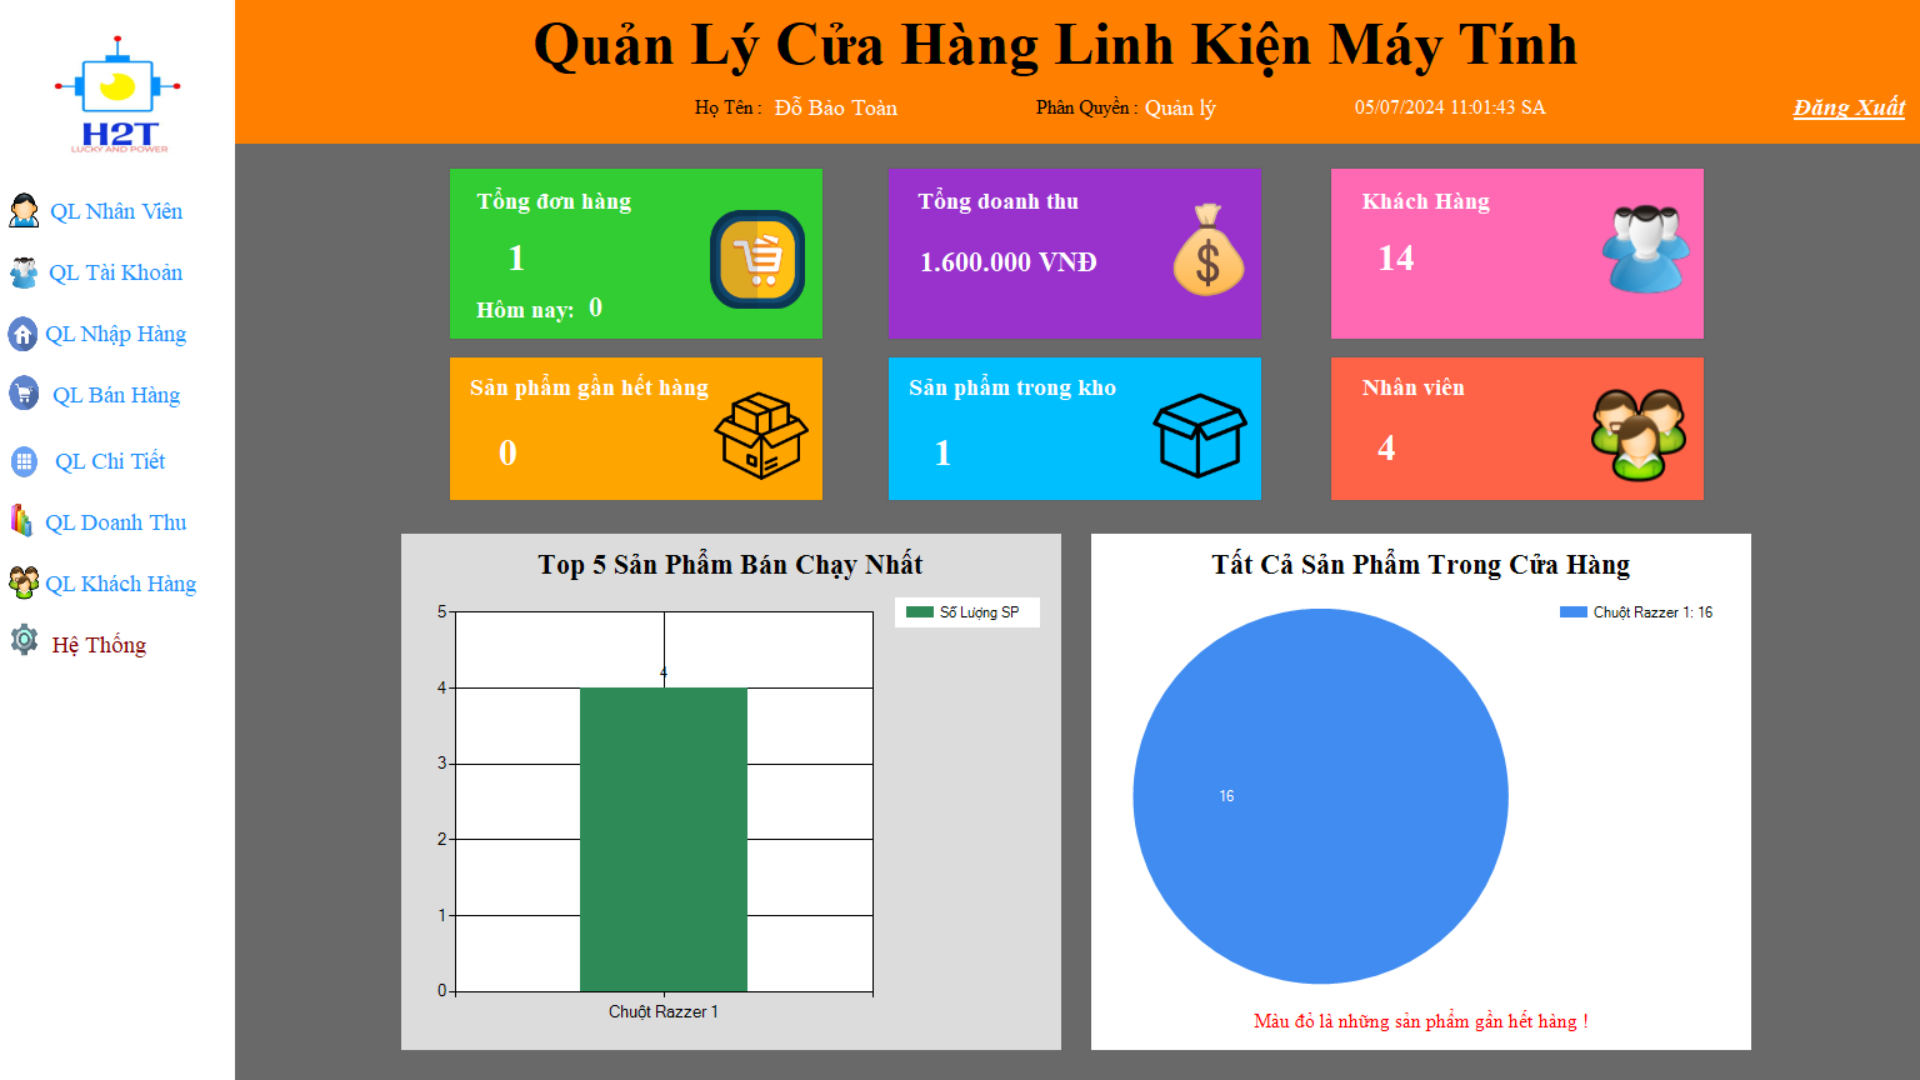 H2T
LUCKY AND POWER
QL Nhân Viên
QL Tài Khoản
QL Nhập Hàng
QL Bán Hàng
QL Chi Tiết
QL Doanh Thu
QL Khách Hàng
Hệ Thống
Quản Lý Cửa Hàng Linh Kiện Máy Tính
Họ Tên : Đỗ Bảo Toàn Phân Quyền : Quản lý 05/07/2024 11:01:43 SA Đăng Xuất
Tổng đơn hàng
1
Hôm nay: 0
Tổng doanh thu
1.600.000 VNĐ
Khách Hàng
14
Sản phẩm gần hết hàng
0
Sản phẩm trong kho
1
Nhân viên
4
Top 5 Sản Phẩm Bán Chạy Nhất
Số Lượng SP
5
4
4
3
2
1
0
Chuột Razzer 1
Tất Cả Sản Phẩm Trong Cửa Hàng
Chuột Razzer 1: 16
16
Màu đỏ là những sản phẩm gần hết hàng !